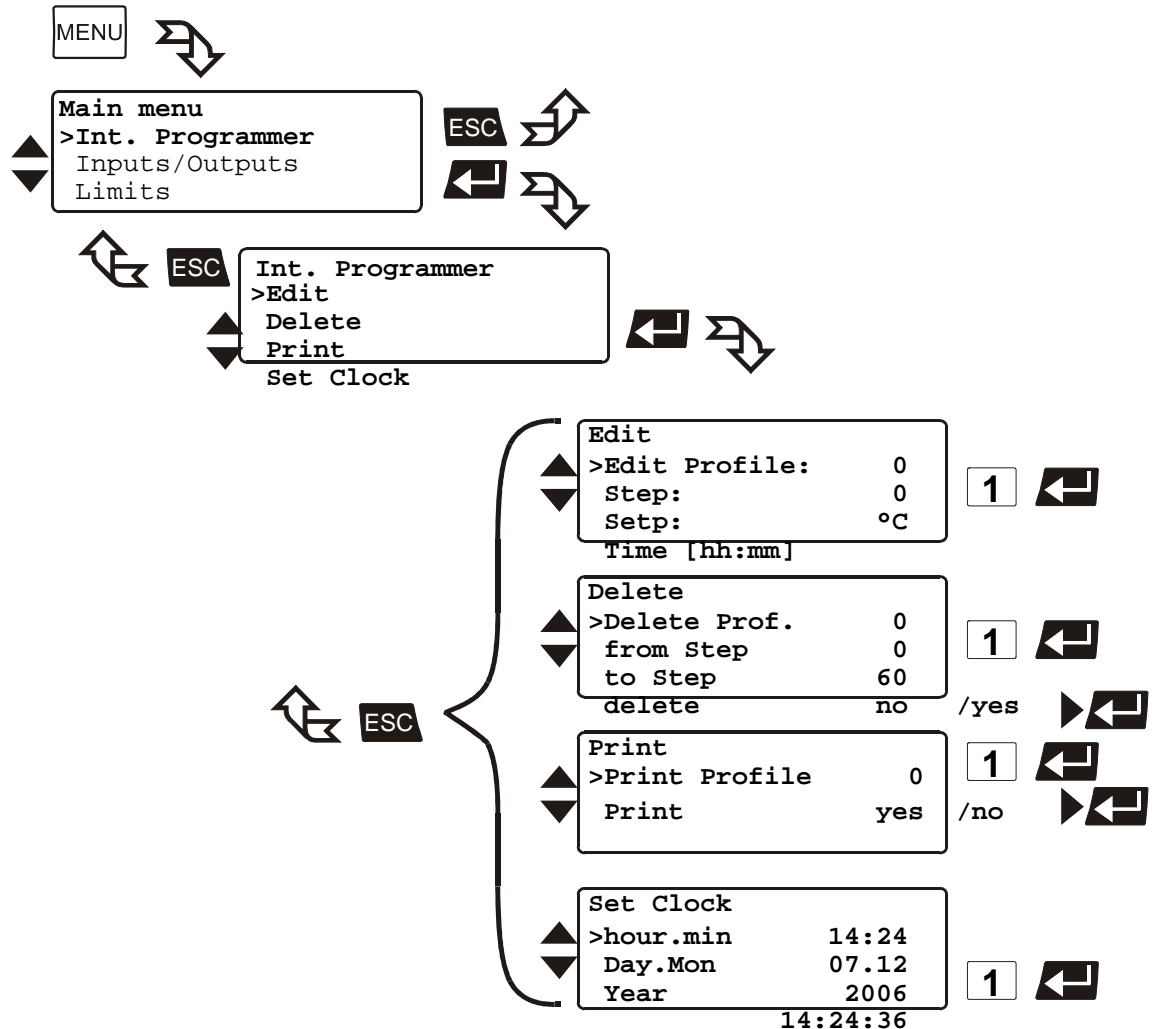 MENU
Main menu
>Int. Programmer
Inputs/Outputs
Limits
ESC
ESC
Int. Programmer
>Edit
Delete
Print
Set Clock
Edit
>Edit Profile: 0
Step: 0
Setp: °C
Time [hh:mm]
1
Delete
>Delete Prof. 0
from Step 0
to Step 60
delete no /yes
1
ESC
Print
>Print Profile 0
1
Print yes /no
Set Clock
>hour.min 14:24
Day.Mon 07.12
Year 2006
14:24:36
1